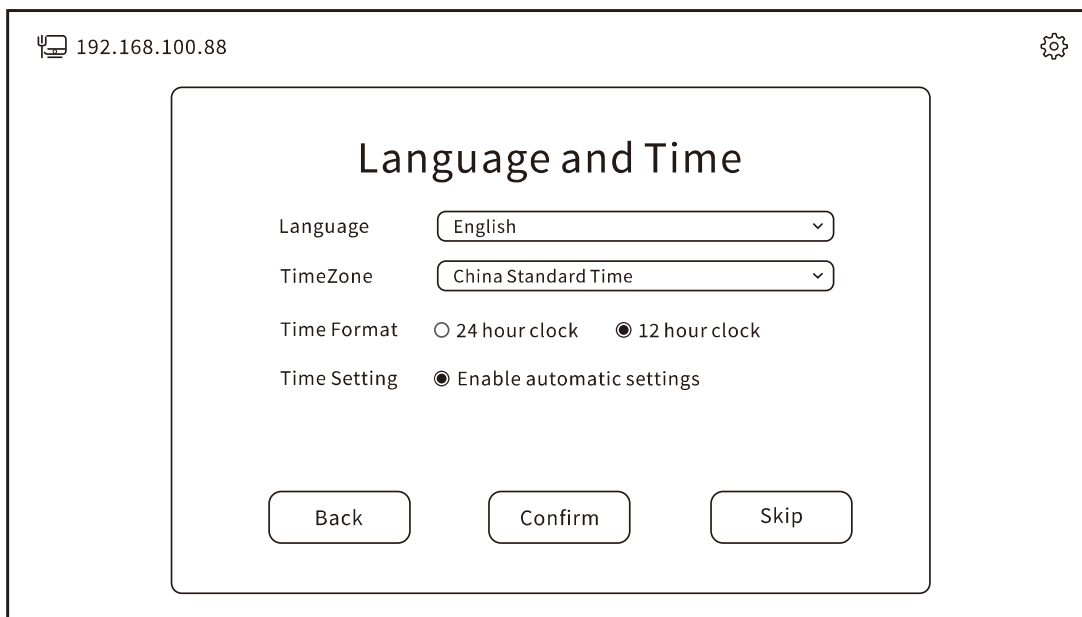 192.168.100.88
Language and Time
Language English
TimeZone China Standard Time
Time Format 24 hour clock 12 hour clock
Time Setting Enable automatic settings
Back Confirm Skip